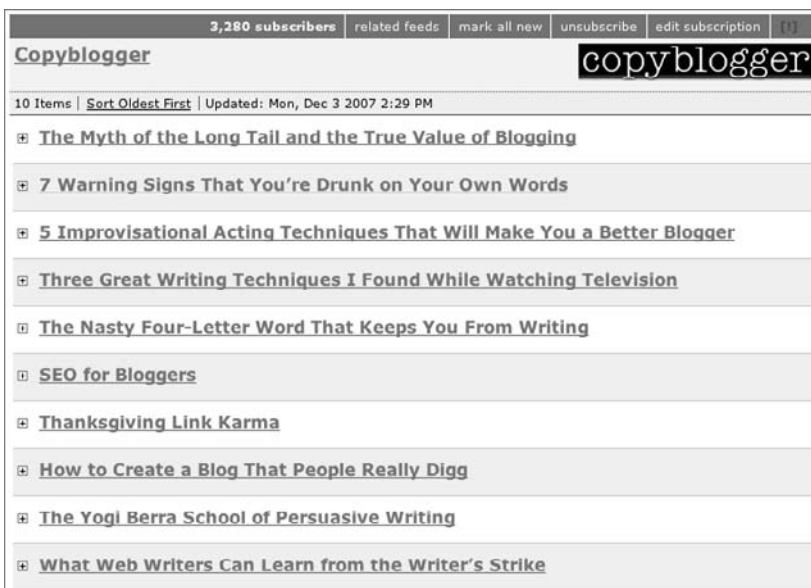 3,280 subscribers | related feeds | mark all new | unsubscribe | edit subscription | [!]
Copyblogger
copyblogger
10 Items | Sort Oldest First | Updated: Mon, Dec 3 2007 2:29 PM
The Myth of the Long Tail and the True Value of Blogging
7 Warning Signs That You're Drunk on Your Own Words
5 Improvisational Acting Techniques That Will Make You a Better Blogger
Three Great Writing Techniques I Found While Watching Television
The Nasty Four-Letter Word That Keeps You From Writing
SEO for Bloggers
Thanksgiving Link Karma
How to Create a Blog That People Really Digg
The Yogi Berra School of Persuasive Writing
What Web Writers Can Learn from the Writer's Strike